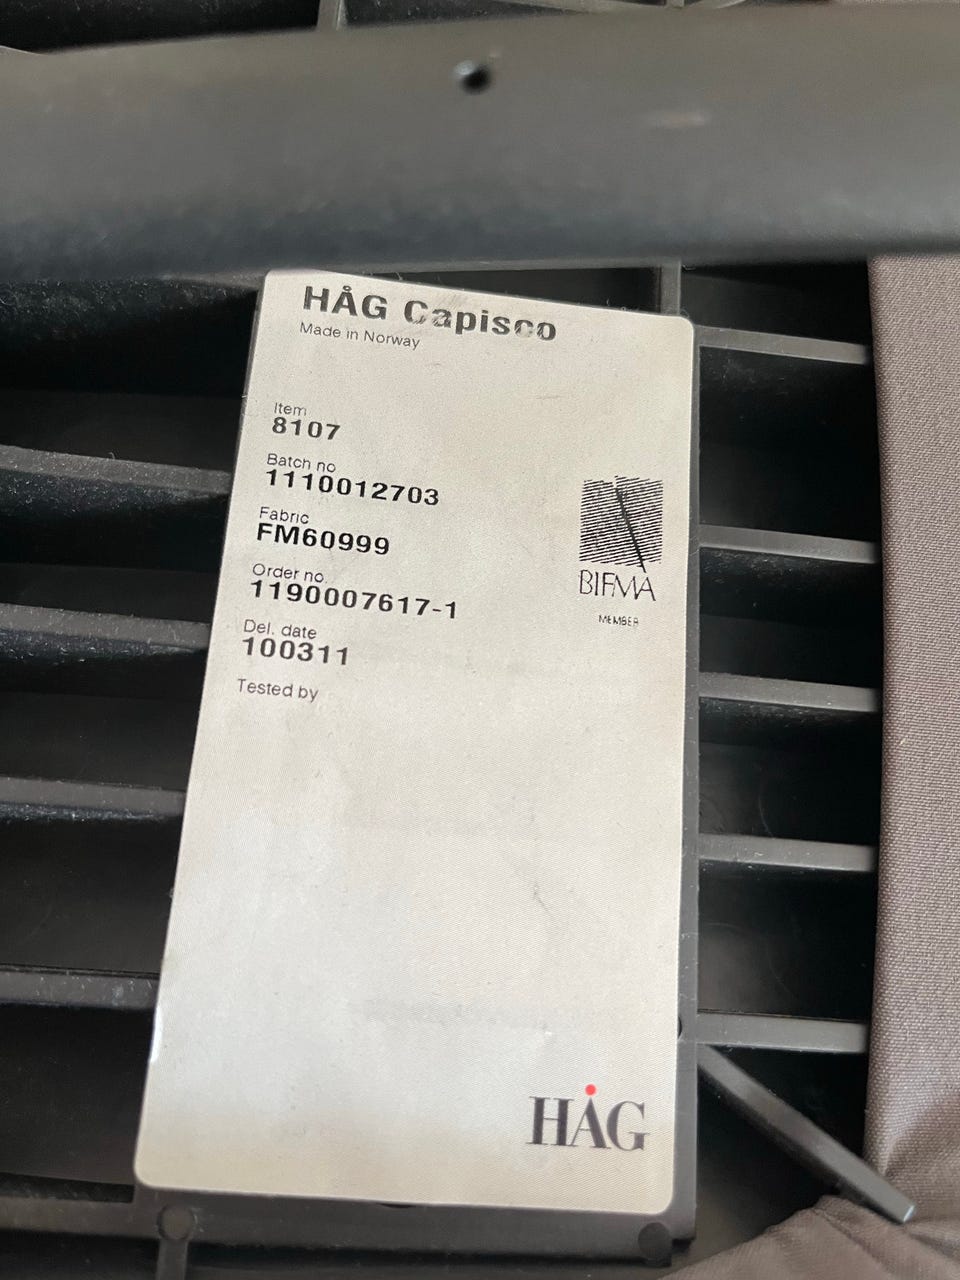 HÅG Capisco
Made in Norway
Item
8107
Batch no
1110012703
Fabric
FM60999
Order no.
1190007617-1
Del. date
100311
Tested by
BIFMA
MEMBER
HÅG